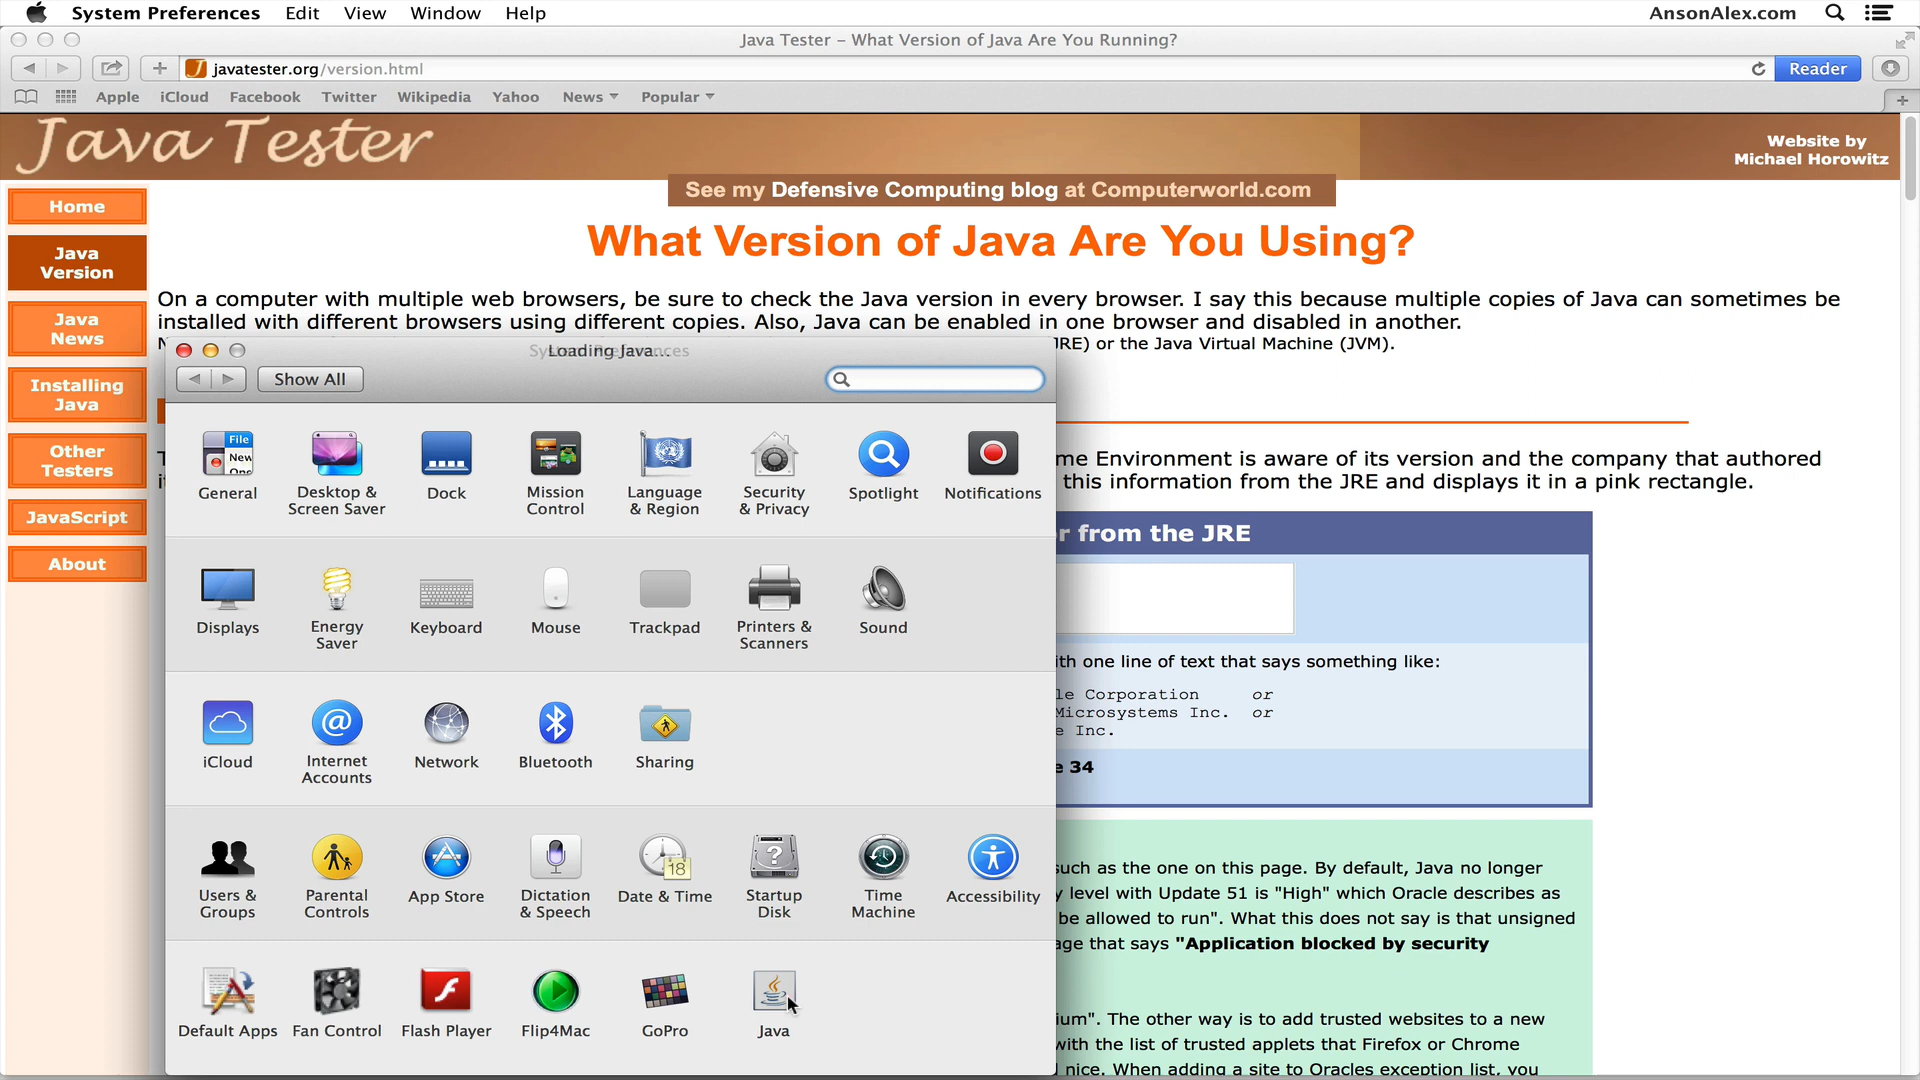 System Preferences Edit View Window Help AnsonAlex.com
Java Tester – What Version of Java Are You Running?
javatester.org/version.html Reader
Apple iCloud Facebook Twitter Wikipedia Yahoo News Popular
Java Tester
Website by
Michael Horowitz
See my Defensive Computing blog at Computerworld.com
Home
Java
Version
Java
News
Installing
Java
Other
Testers
JavaScript
About
What Version of Java Are You Using?
On a computer with multiple web browsers, be sure to check the Java version in every browser. I say this because multiple copies of Java can sometimes be
installed with different browsers using different copies. Also, Java can be enabled in one browser and disabled in another.
JRE) or the Java Virtual Machine (JVM).
Loading Java...
Show All
General
Desktop &
Screen Saver
Dock
Mission
Control
Language
& Region
Security
& Privacy
Spotlight
Notifications
Displays
Energy
Saver
Keyboard
Mouse
Trackpad
Printers &
Scanners
Sound
iCloud
Internet
Accounts
Network
Bluetooth
Sharing
Users &
Groups
Parental
Controls
App Store
Dictation
& Speech
18
Date & Time
Startup
Disk
Time
Machine
Accessibility
Default Apps
Fan Control
Flash Player
Flip4Mac
GoPro
Java
me Environment is aware of its version and the company that authored
this information from the JRE and displays it in a pink rectangle.
from the JRE
with one line of text that says something like:
Corporation or
Microsystems Inc. or
Inc.
34
such as the one on this page. By default, Java no longer
level with Update 51 is "High" which Oracle describes as
be allowed to run". What this does not say is that unsigned
that says "Application blocked by security
ium". The other way is to add trusted websites to a new
with the list of trusted applets that Firefox or Chrome
nice. When adding a site to Oracles exception list, you